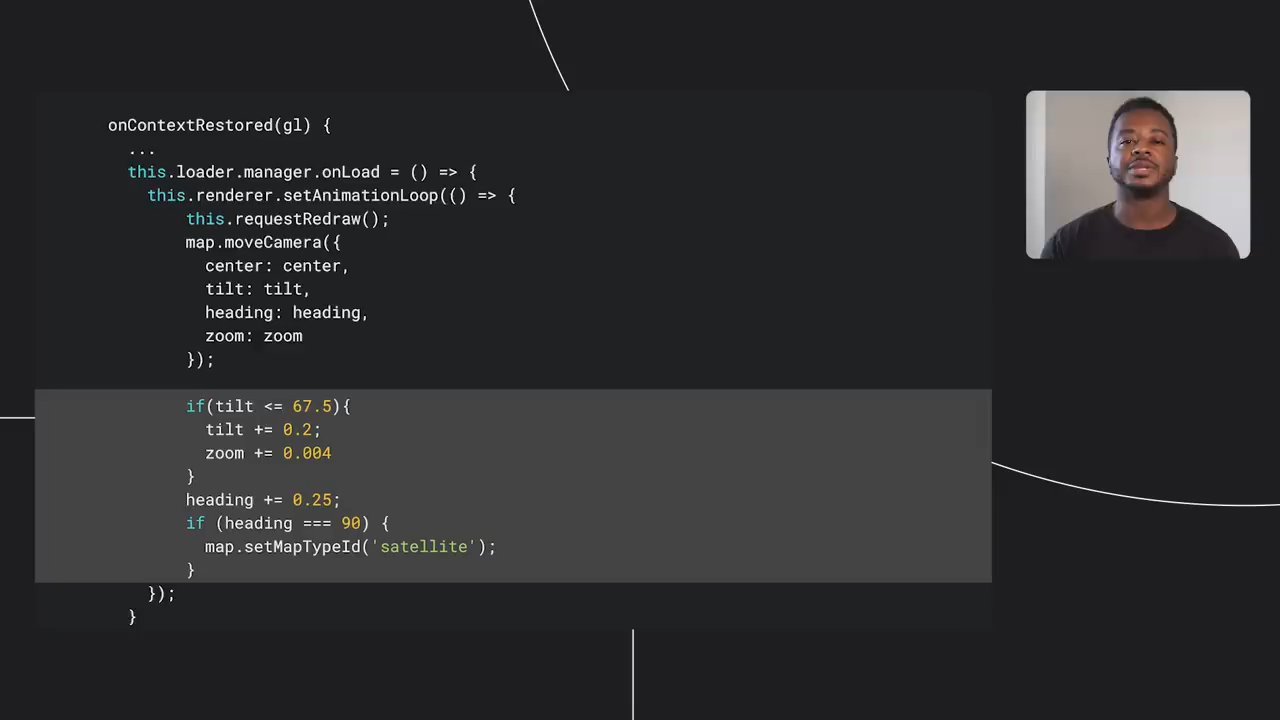 onContextRestored(gl) {
...
this.loader.manager.onLoad = () => {
this.renderer.setAnimationLoop(() => {
this.requestRedraw();
map.moveCamera({
center: center,
tilt: tilt,
heading: heading,
zoom: zoom
});
if(tilt <= 67.5){
tilt += 0.2;
zoom += 0.004
}
heading += 0.25;
if (heading === 90) {
map.setMapTypeId('satellite');
}
});
}